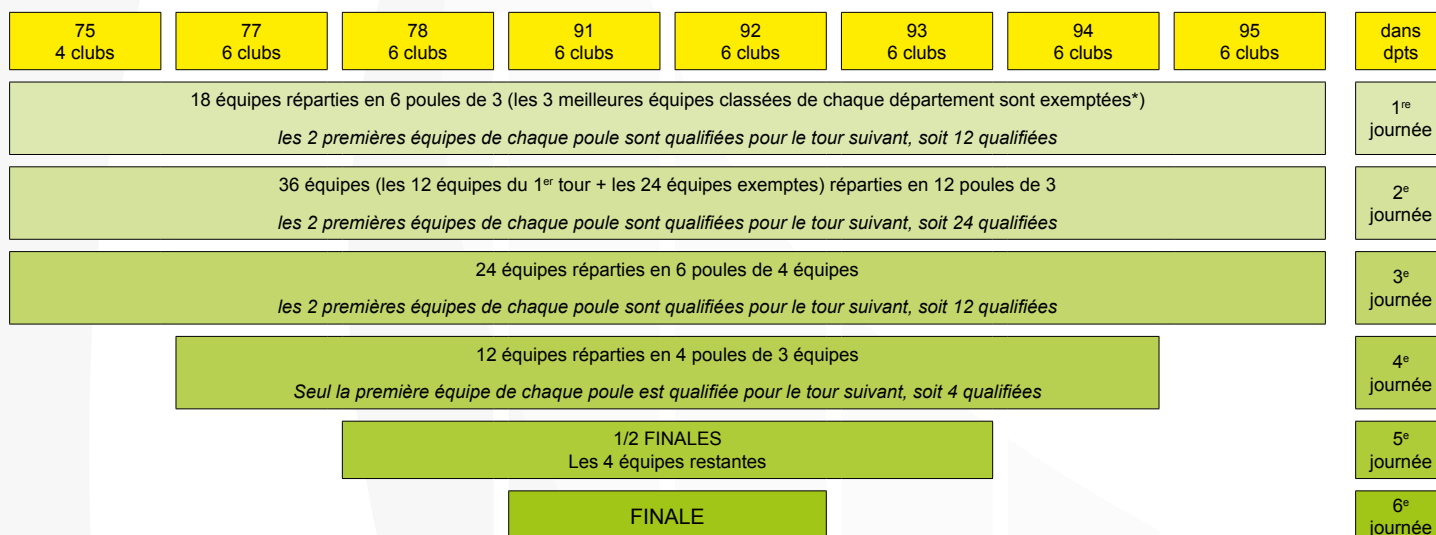 75
4 clubs
77
6 clubs
78
6 clubs
91
6 clubs
92
6 clubs
93
6 clubs
94
6 clubs
95
6 clubs
dans
dpts
18 équipes réparties en 6 poules de 3 (les 3 meilleures équipes classées de chaque département sont exemptées*)
les 2 premières équipes de chaque poule sont qualifiées pour le tour suivant, soit 12 qualifiées
1re
journée
36 équipes (les 12 équipes du 1er tour + les 24 équipes exemptes) réparties en 12 poules de 3
les 2 premières équipes de chaque poule sont qualifiées pour le tour suivant, soit 24 qualifiées
2e
journée
24 équipes réparties en 6 poules de 4 équipes
les 2 premières équipes de chaque poule sont qualifiées pour le tour suivant, soit 12 qualifiées
3e
journée
12 équipes réparties en 4 poules de 3 équipes
Seul la première équipe de chaque poule est qualifiée pour le tour suivant, soit 4 qualifiées
4e
journée
1/2 FINALES
Les 4 équipes restantes
5e
journée
FINALE
6e
journée